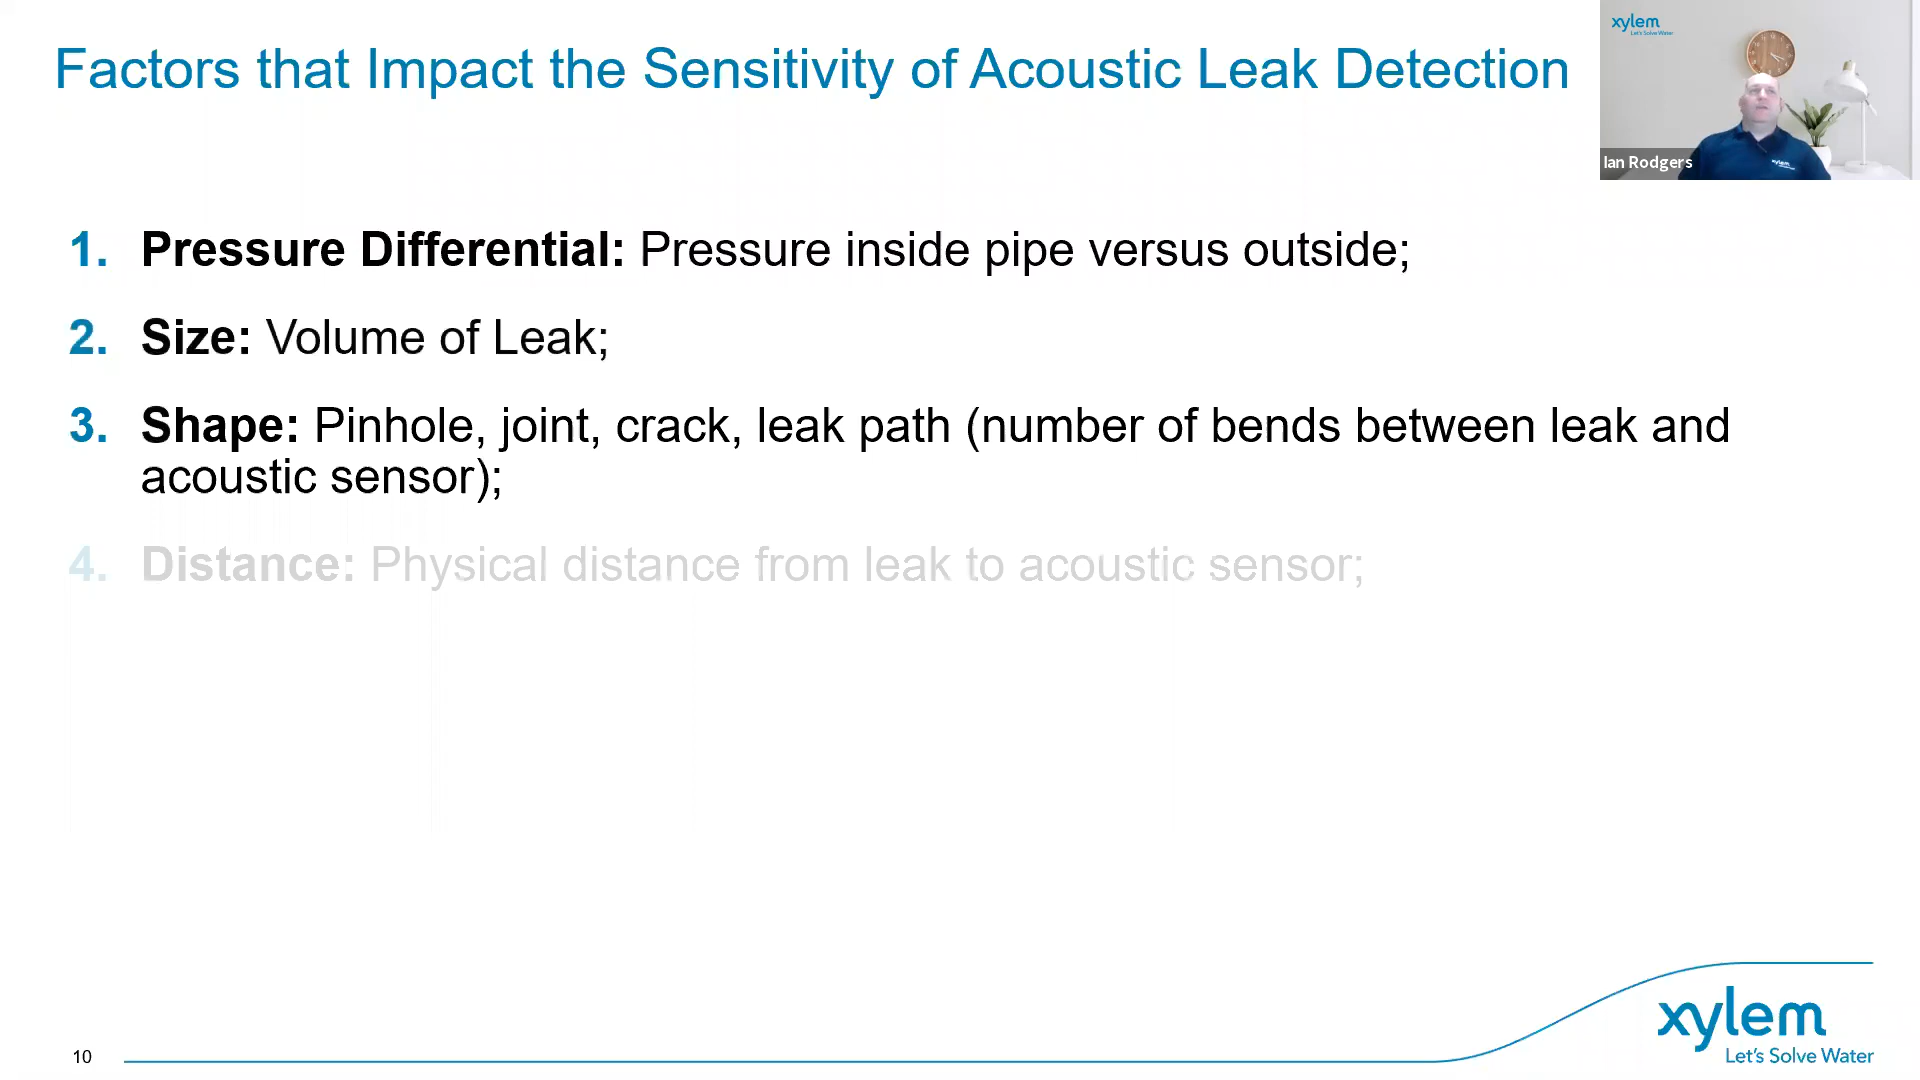 Factors that Impact the Sensitivity of Acoustic Leak Detection
xylem
Let's Solve Water
Ian Rodgers
xylem
1. Pressure Differential: Pressure inside pipe versus outside;
2. Size: Volume of Leak;
3. Shape: Pinhole, joint, crack, leak path (number of bends between leak and
acoustic sensor);
4. Distance: Physical distance from leak to acoustic sensor;
xylem
Let's Solve Water
10